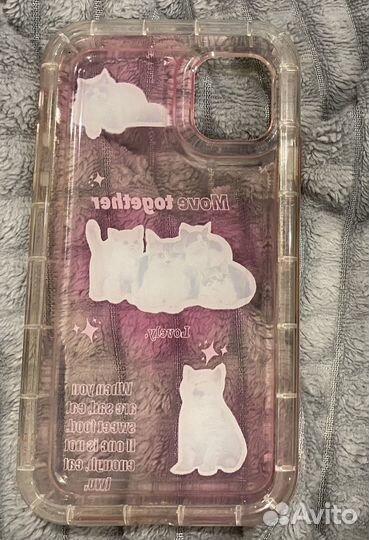 Move together
Lovely.
When you
are sad, eat
sweet food.
If one is not
enough, eat
two.
Avito